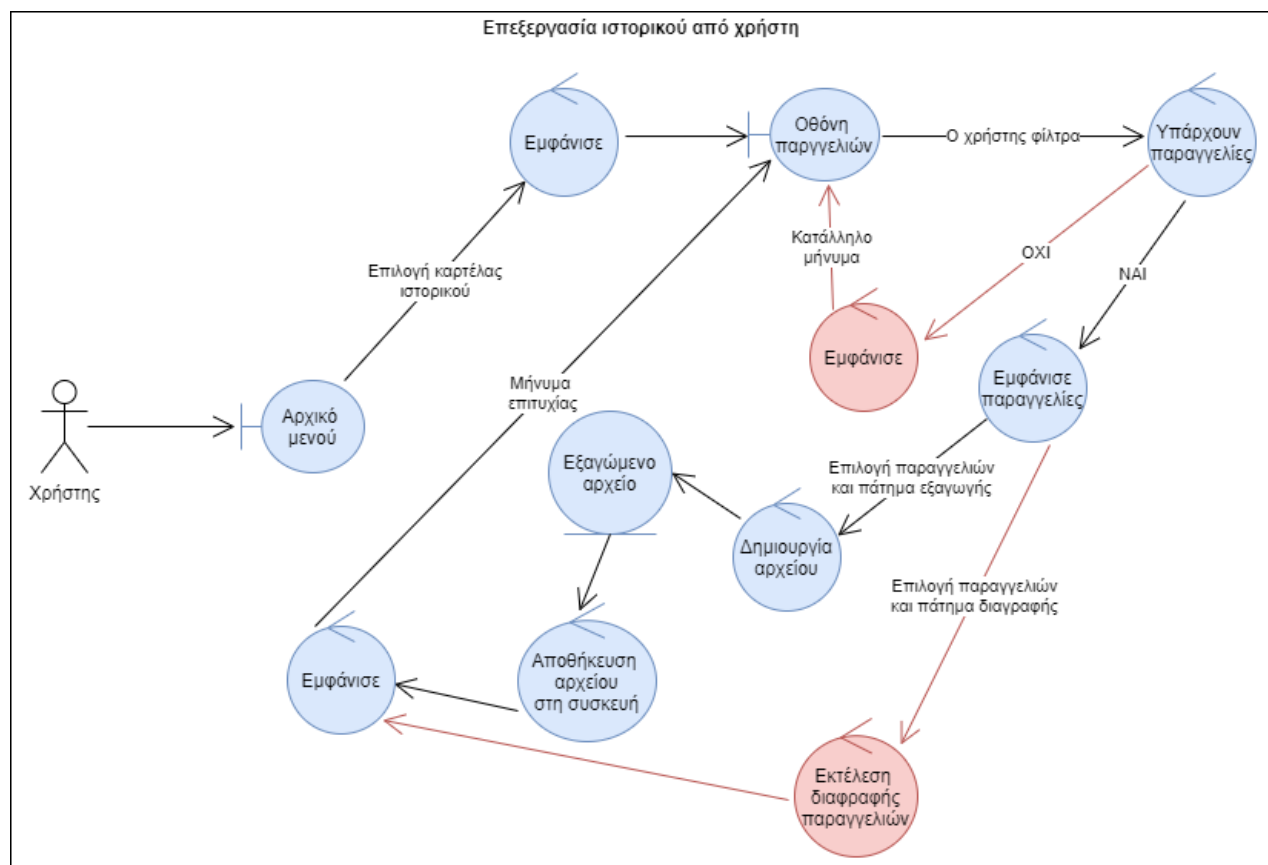 Επεξεργασία ιστορικού από χρήστη
Εμφάνισε
Οθόνη
παργγελιών
Ο χρήστης φίλτρα
Υπάρχουν
παραγγελίες
Επιλογή καρτέλας
ιστορικού
Κατάλληλο
μήνυμα
ΟΧΙ
ΝΑΙ
Εμφάνισε
Εμφάνισε
παραγγελίες
Μήνυμα
επιτυχίας
Αρχικό
μενού
Χρήστης
Εξαγώμενο
αρχείο
Επιλογή παραγγελιών
και πάτημα εξαγωγής
Δημιουργία
αρχείου
Επιλογή παραγγελιών
και πάτημα διαγραφής
Εμφάνισε
Αποθήκευση
αρχείου
στη συσκευή
Εκτέλεση
διαφραφής
παραγγελιών